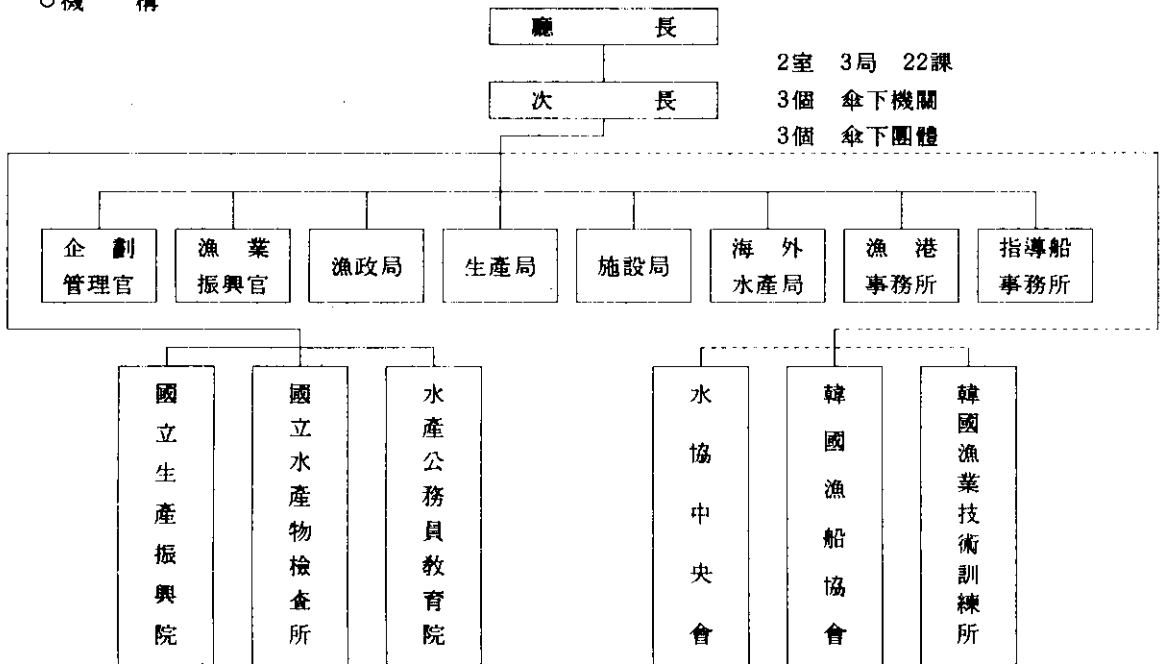 ○機 構
廳 長
2室 3局 22課
次 長
3個 傘下機關
3個 傘下團體
企劃
管理官
漁業
振興官
漁政局
生產局
施設局
海外
水產局
漁港
事務所
指導船
事務所
國立生產振興院
國立水產物檢査所
水產公務員敎育院
水協中央會
韓國漁船協會
韓國漁業技術訓練所